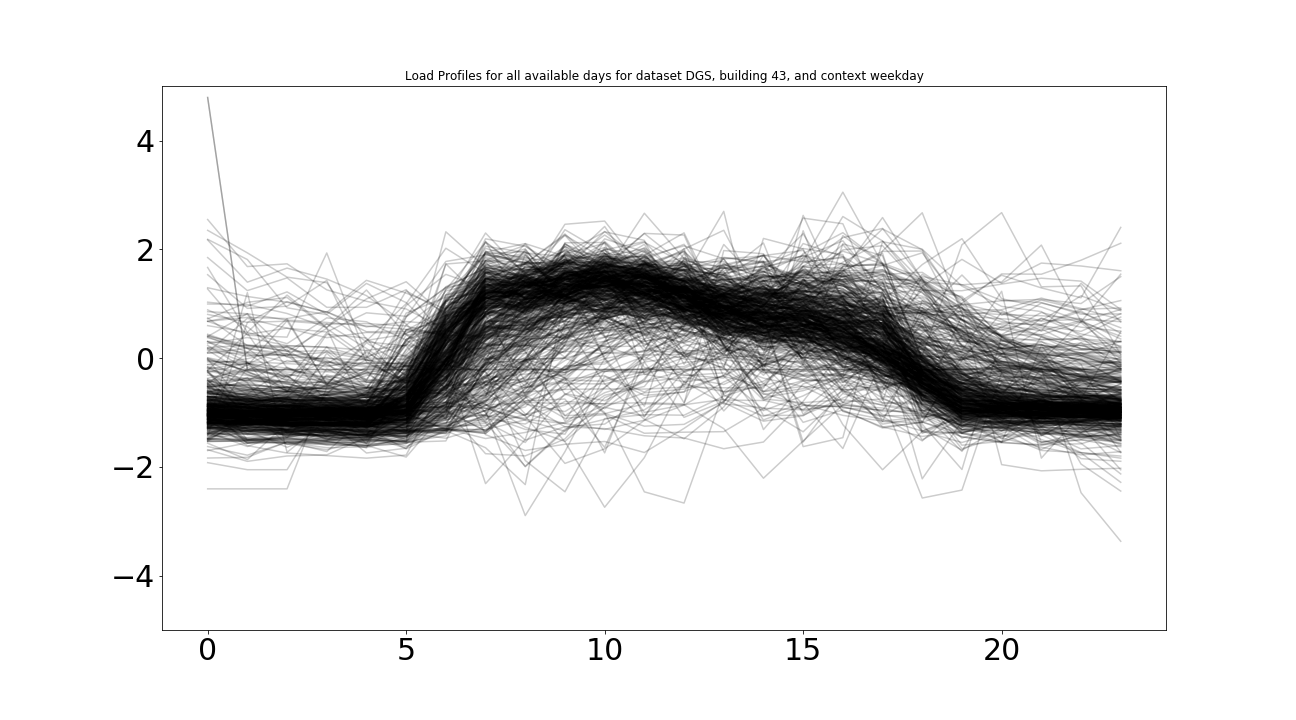 Load Profiles for all available days for dataset DGS, building 43, and context weekday
4
2
0
−2
−4
0 5 10 15 20